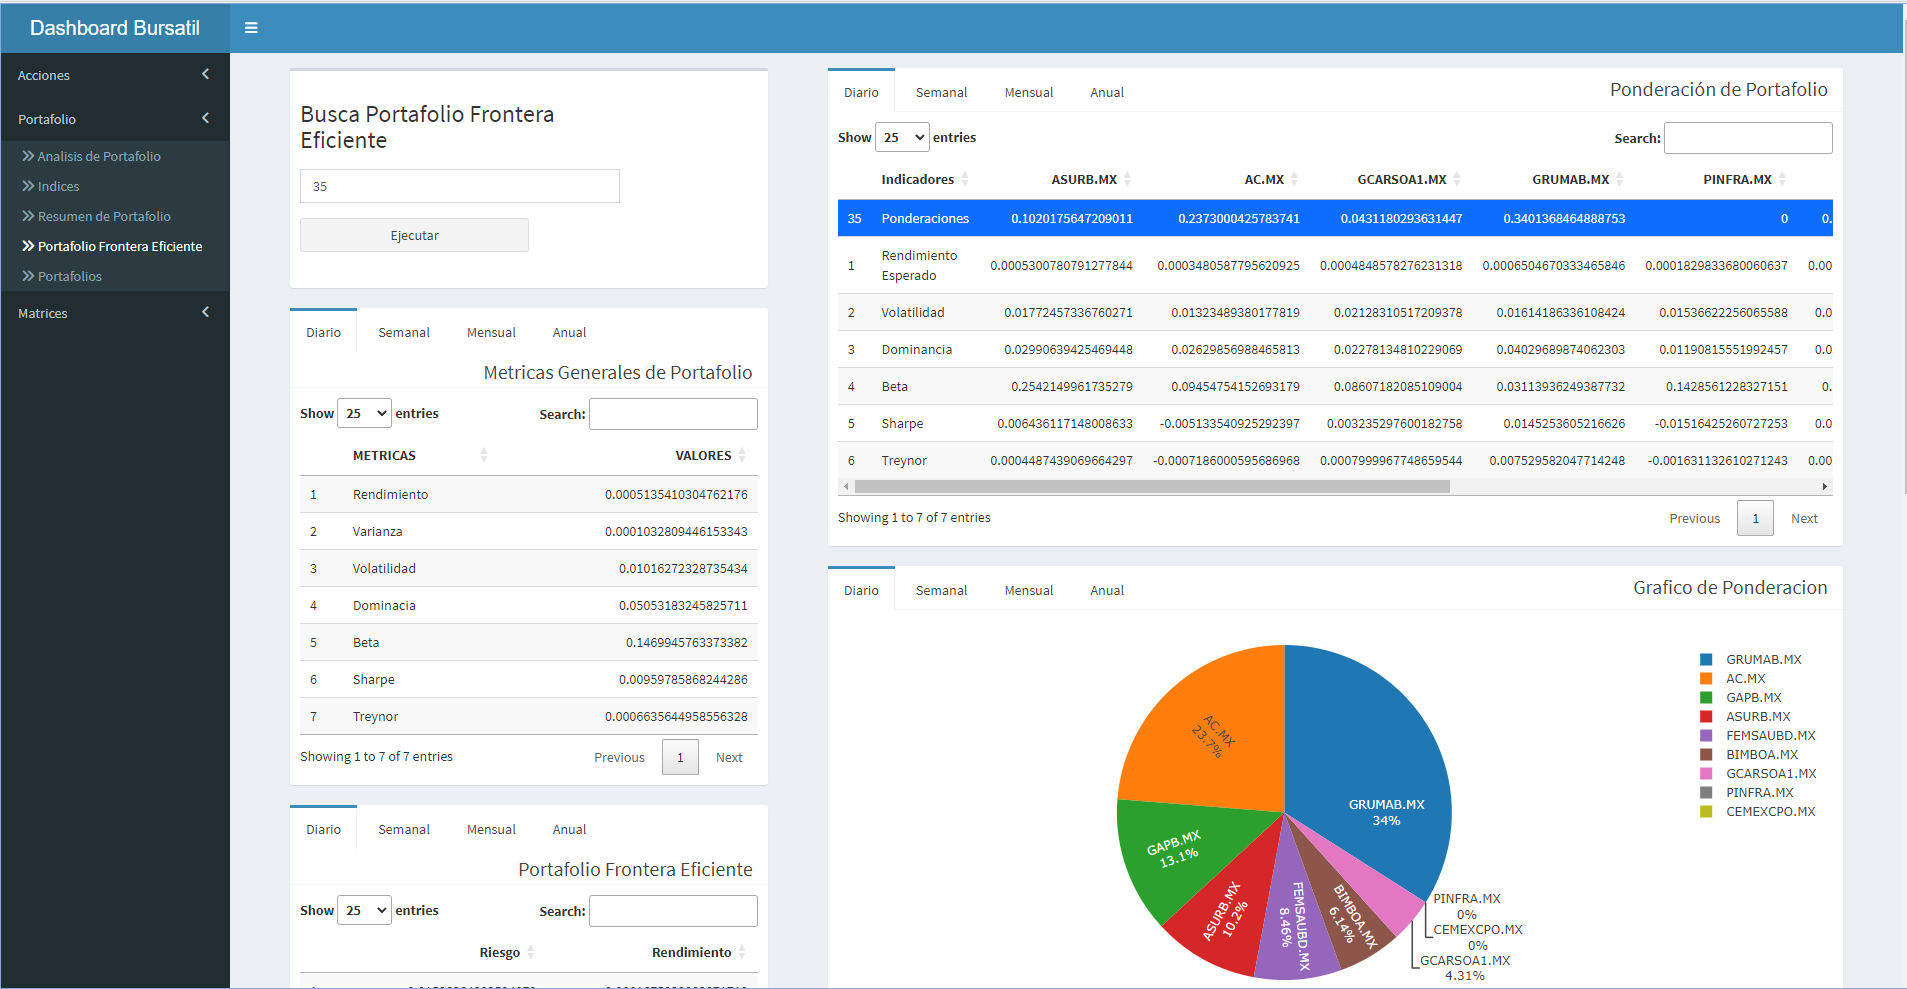 Dashboard Bursatil
Acciones
Portafolio
Analisis de Portafolio
Indices
Resumen de Portafolio
Portafolio Frontera Eficiente
Portafolios
Matrices
Busca Portafolio Frontera
Eficiente
35
Ejecutar
Diario Semanal Mensual Anual
Metricas Generales de Portafolio
Show 25 entries Search:
METRICAS VALORES
1 Rendimiento 0.0005135410304762176
2 Varianza 0.0001032809446153343
3 Volatilidad 0.01016272328735434
4 Dominacia 0.05053183245825711
5 Beta 0.1469945763373382
6 Sharpe 0.00959785868244286
7 Treynor 0.0006635644958556328
Showing 1 to 7 of 7 entries Previous 1 Next
Diario Semanal Mensual Anual
Portafolio Frontera Eficiente
Show 25 entries Search:
Riesgo Rendimiento
Diario Semanal Mensual Anual Ponderación de Portafolio
Show 25 entries Search:
Indicadores ASURB.MX AC.MX GCARSOA1.MX GRUMAB.MX PINFRA.MX
35 Ponderaciones 0.1020175647209011 0.2373000425783741 0.0431180293631447 0.3401368464888753 0 0.
1 Rendimiento Esperado 0.0005300780791277844 0.0003480587795620925 0.0004848578276231318 0.0006504670333465846 0.0001829833680060637 0.00
2 Volatilidad 0.01772457336760271 0.01323489380177819 0.02128310517209378 0.01614186336108424 0.01536622256065588 0.0
3 Dominancia 0.02990639425469448 0.02629856988465813 0.02278134810229069 0.04029689874062303 0.01190815551992457 0.0
4 Beta 0.2542149961735279 0.09454754152693179 0.08607182085109004 0.03113936249387732 0.1428561228327151 0.
5 Sharpe 0.006436117148008633 -0.005133540925292397 0.003235297600182758 0.0145253605216626 -0.01516425260727253 0.0
6 Treynor 0.0004487439069664297 -0.0007186000595686968 0.0007999967748659544 0.007529582047714248 -0.001631132610271243 0.00
Showing 1 to 7 of 7 entries Previous 1 Next
Diario Semanal Mensual Anual Grafico de Ponderacion
AC.MX
23.7%
GRUMAB.MX
34%
GAPB.MX
13.1%
ASURB.MX
10.2%
FEMSAUBD.MX
8.46%
BIMBOA.MX
6.14%
PINFRA.MX
0%
CEMEXCPO.MX
0%
GCARSOA1.MX
4.31%
GRUMAB.MX
AC.MX
GAPB.MX
ASURB.MX
FEMSAUBD.MX
BIMBOA.MX
GCARSOA1.MX
PINFRA.MX
CEMEXCPO.MX